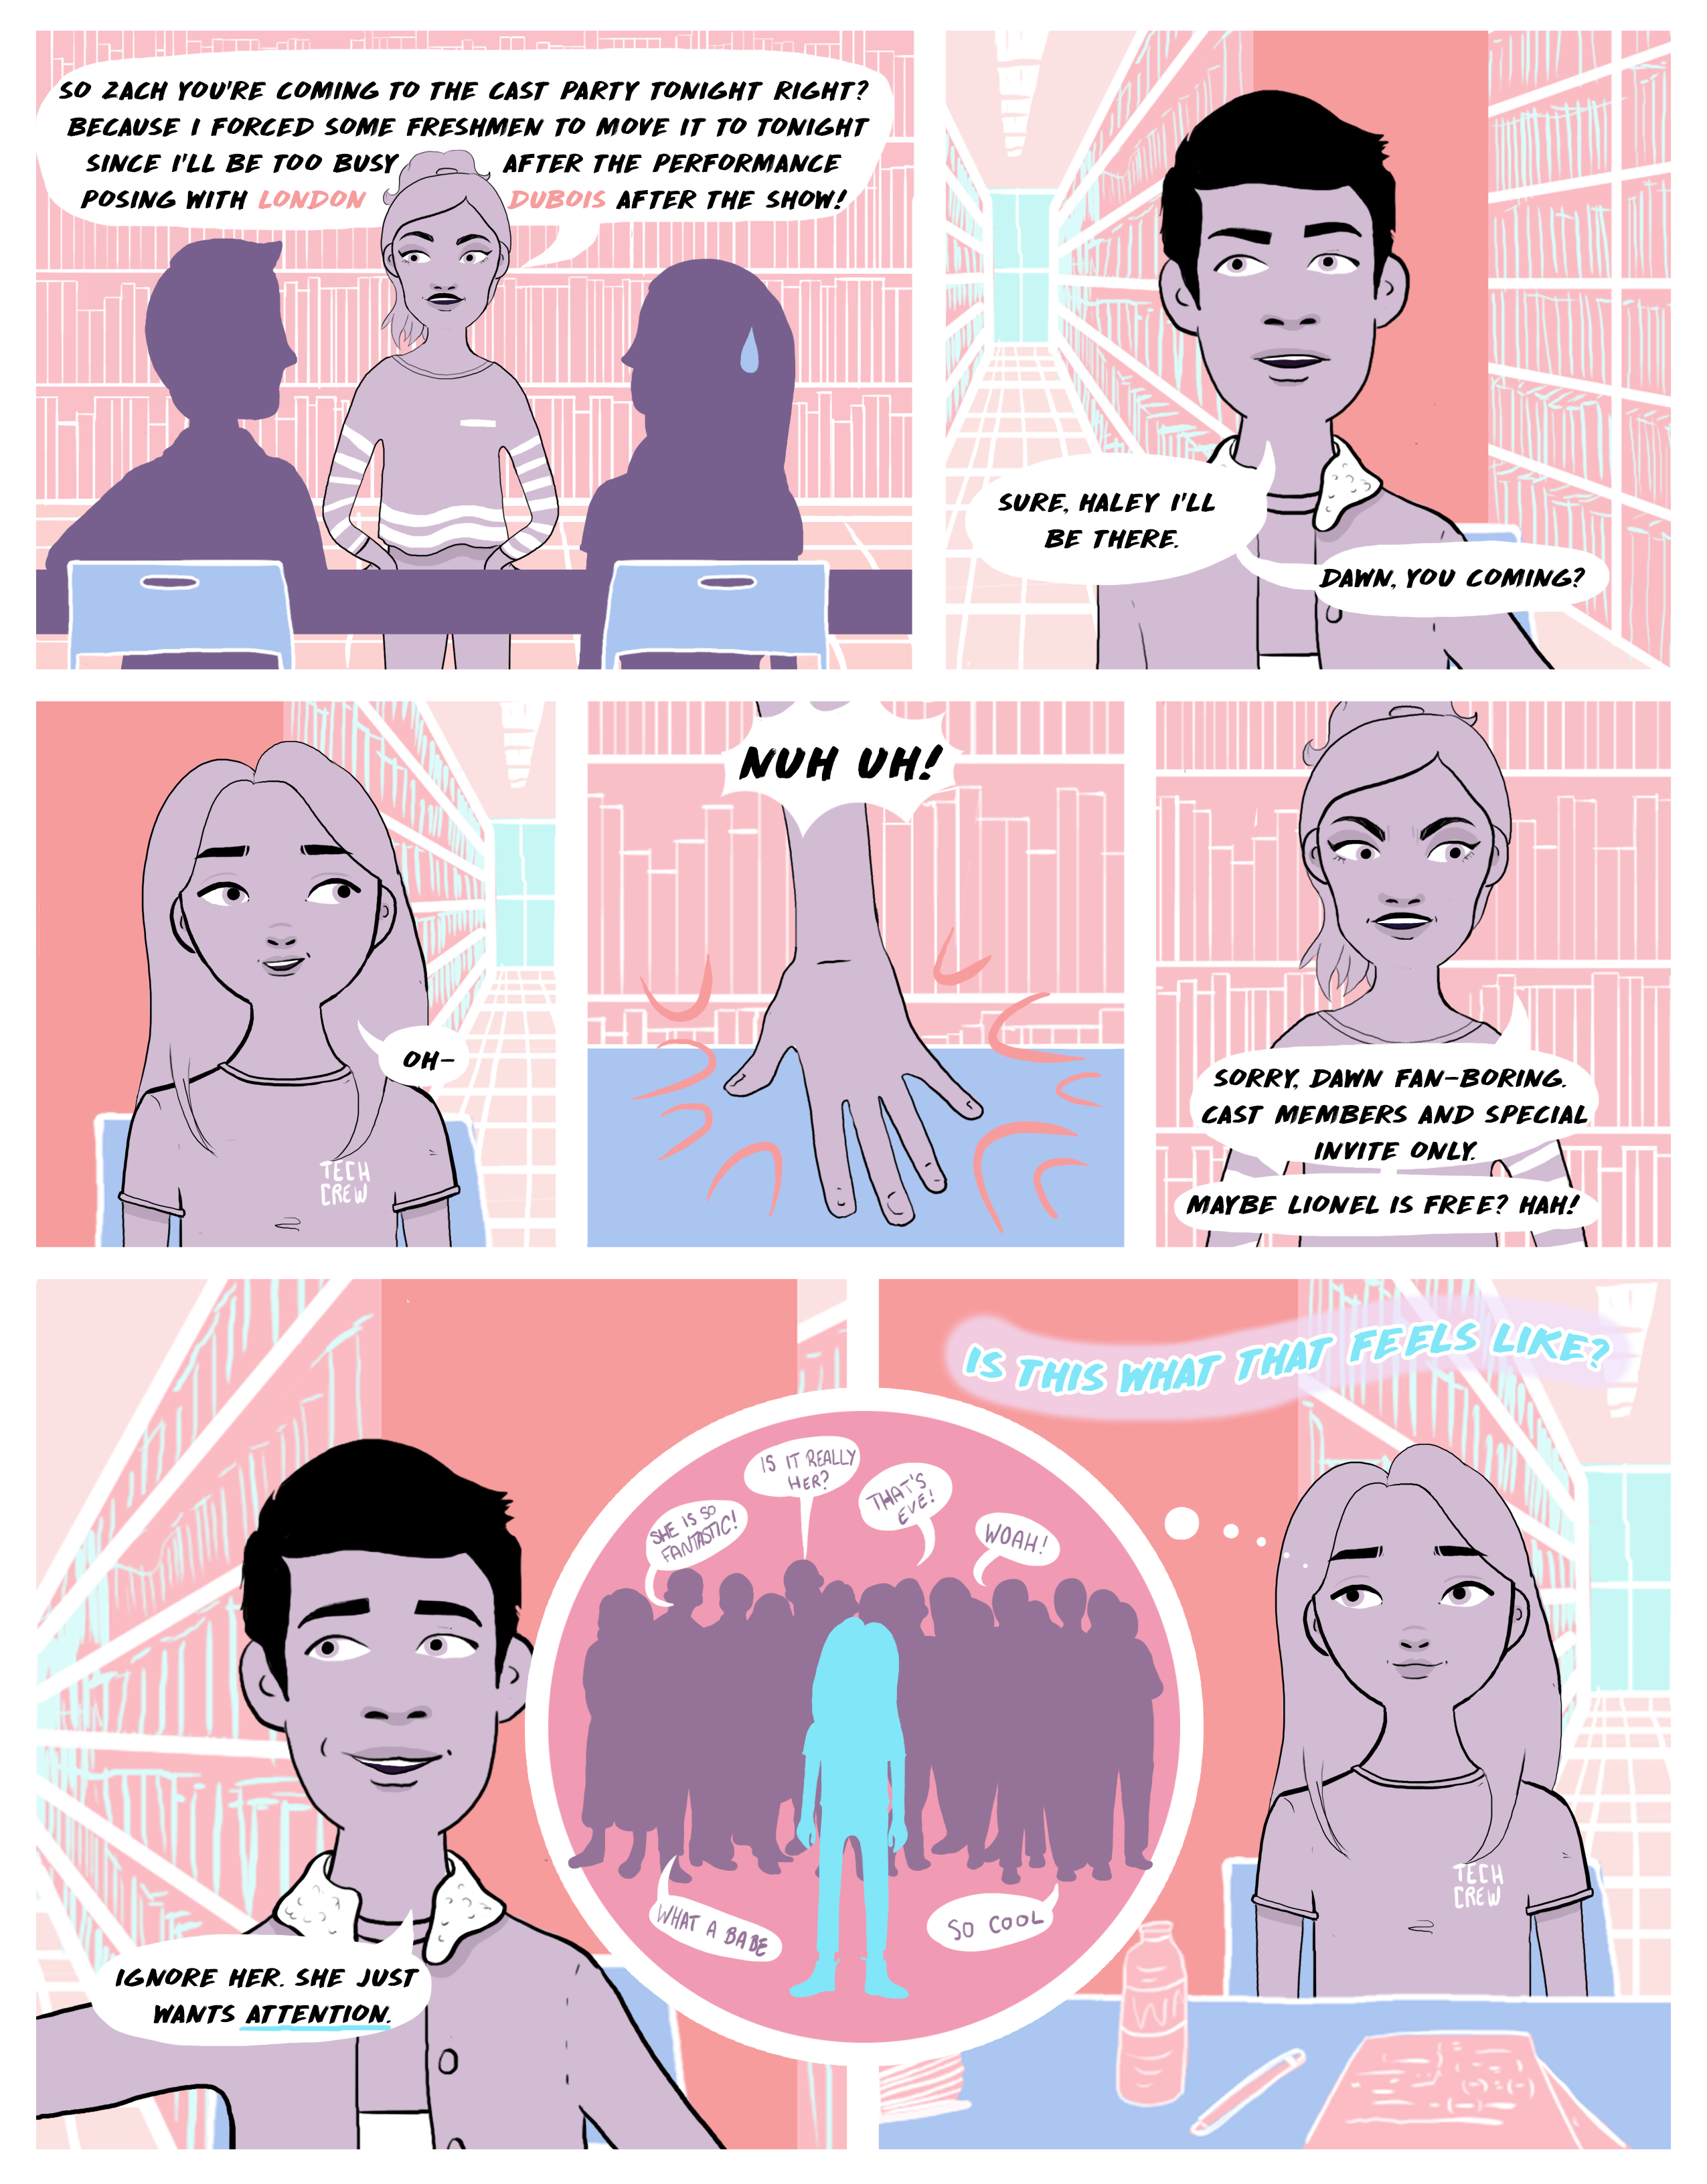 SO ZACH YOU'RE COMING TO THE CAST PARTY TONIGHT RIGHT?
BECAUSE I FORCED SOME FRESHMEN TO MOVE IT TO TONIGHT
SINCE I'LL BE TOO BUSY AFTER THE PERFORMANCE
POSING WITH LONDON DUBOIS AFTER THE SHOW!
SURE, HALEY I'LL
BE THERE.
DAWN, YOU COMING?
OH-
TECH
CREW
NUH UH!
SORRY, DAWN FAN-BORING.
CAST MEMBERS AND SPECIAL
INVITE ONLY.
MAYBE LIONEL IS FREE? HAH!
IGNORE HER. SHE JUST
WANTS ATTENTION.
SHE IS SO
FANTASTIC!
IS IT REALLY
HER?
THAT'S
EVE!
WOAH!
WHAT A BABE
SO COOL
IS THIS WHAT THAT FEELS LIKE?
TECH
CREW